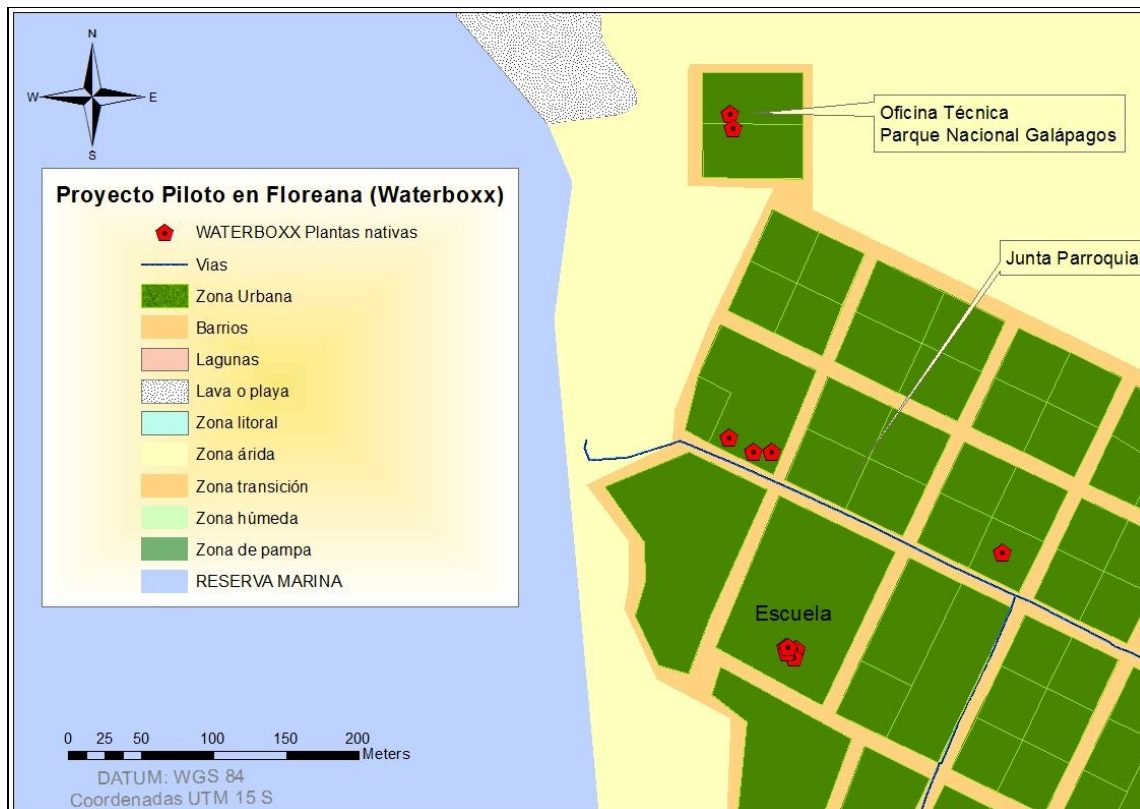 N
W E
S
Proyecto Piloto en Floreana (Waterboxx)
WATERBOXX Plantas nativas
Vias
Zona Urbana
Barrios
Lagunas
Lava o playa
Zona litoral
Zona árida
Zona transición
Zona húmeda
Zona de pampa
RESERVA MARINA
Oficina Técnica
Parque Nacional Galápagos
Junta Parroquial
Escuela
0 25 50 100 150 200
Meters
DATUM: WGS 84
Coordenadas UTM 15 S